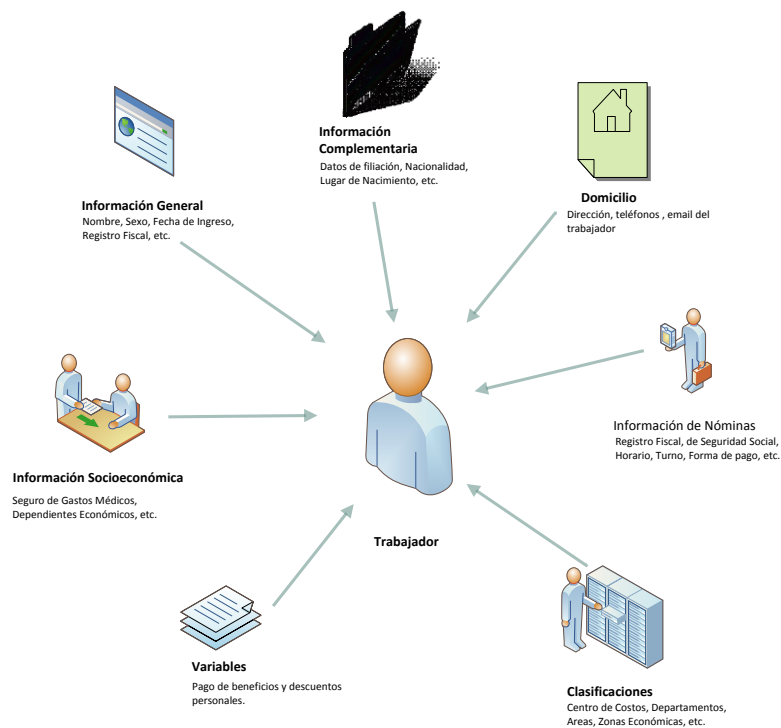 Información
Complementaria
Datos de filiación, Nacionalidad,
Lugar de Nacimiento, etc.
Información General
Nombre, Sexo, Fecha de Ingreso,
Registro Fiscal, etc.
Domicilio
Dirección, teléfonos , email del
trabajador
Información de Nóminas
Registro Fiscal, de Seguridad Social,
Horario, Turno, Forma de pago, etc.
Información Socioeconómica
Seguro de Gastos Médicos,
Dependientes Económicos, etc.
Trabajador
Variables
Pago de beneficios y descuentos
personales.
Clasificaciones
Centro de Costos, Departamentos,
Areas, Zonas Económicas, etc.